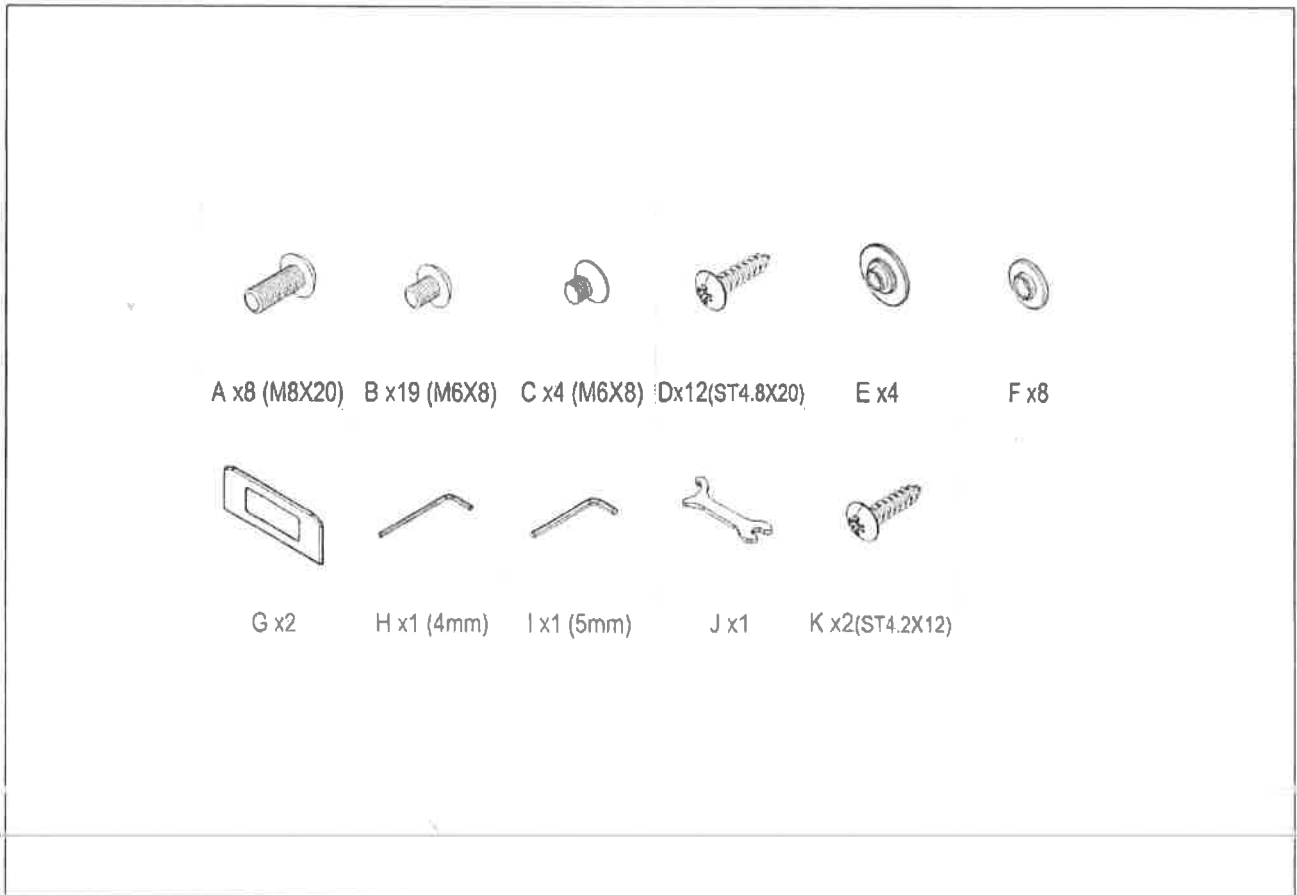 A x8 (M8X20) B x19 (M6X8) C x4 (M6X8) Dx12(ST4.8X20) E x4 F x8
G x2 H x1 (4mm) I x1 (5mm) J x1 K x2(ST4.2X12)